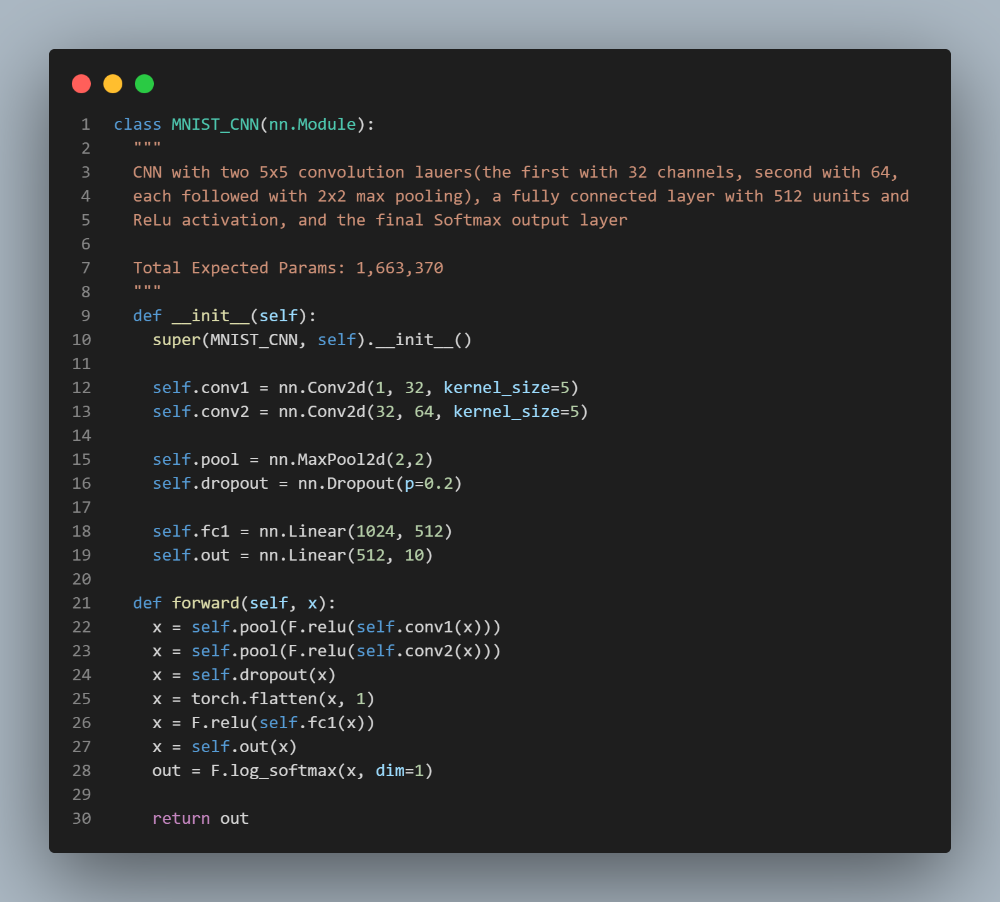 1 class MNIST_CNN(nn.Module):
2   """
3   CNN with two 5x5 convolution lauers(the first with 32 channels, second with 64,
4   each followed with 2x2 max pooling), a fully connected layer with 512 uunits and
5   ReLu activation, and the final Softmax output layer
6
7   Total Expected Params: 1,663,370
8   """
9   def __init__(self):
10     super(MNIST_CNN, self).__init__()
11
12     self.conv1 = nn.Conv2d(1, 32, kernel_size=5)
13     self.conv2 = nn.Conv2d(32, 64, kernel_size=5)
14
15     self.pool = nn.MaxPool2d(2,2)
16     self.dropout = nn.Dropout(p=0.2)
17
18     self.fc1 = nn.Linear(1024, 512)
19     self.out = nn.Linear(512, 10)
20
21   def forward(self, x):
22     x = self.pool(F.relu(self.conv1(x)))
23     x = self.pool(F.relu(self.conv2(x)))
24     x = self.dropout(x)
25     x = torch.flatten(x, 1)
26     x = F.relu(self.fc1(x))
27     x = self.out(x)
28     out = F.log_softmax(x, dim=1)
29
30     return out